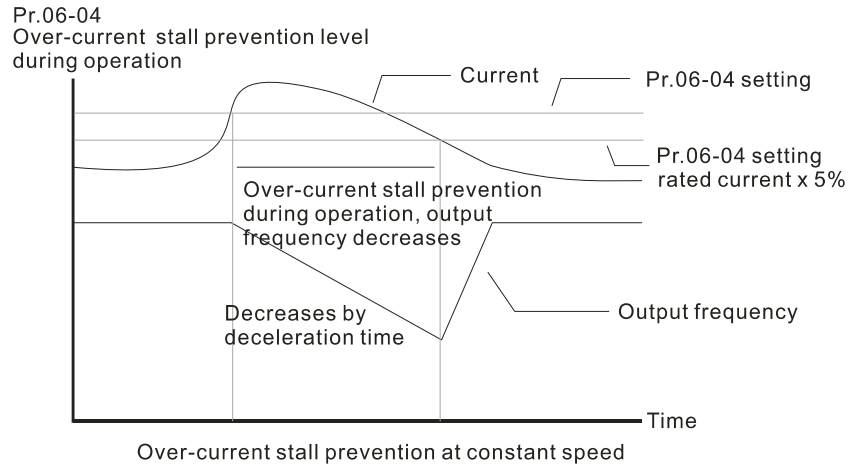 Pr.06-04
Over-current stall prevention level
during operation
Current
Pr.06-04 setting
Pr.06-04 setting
rated current x 5%
Over-current stall prevention
during operation, output
frequency decreases
Decreases by
deceleration time
Output frequency
Time
Over-current stall prevention at constant speed